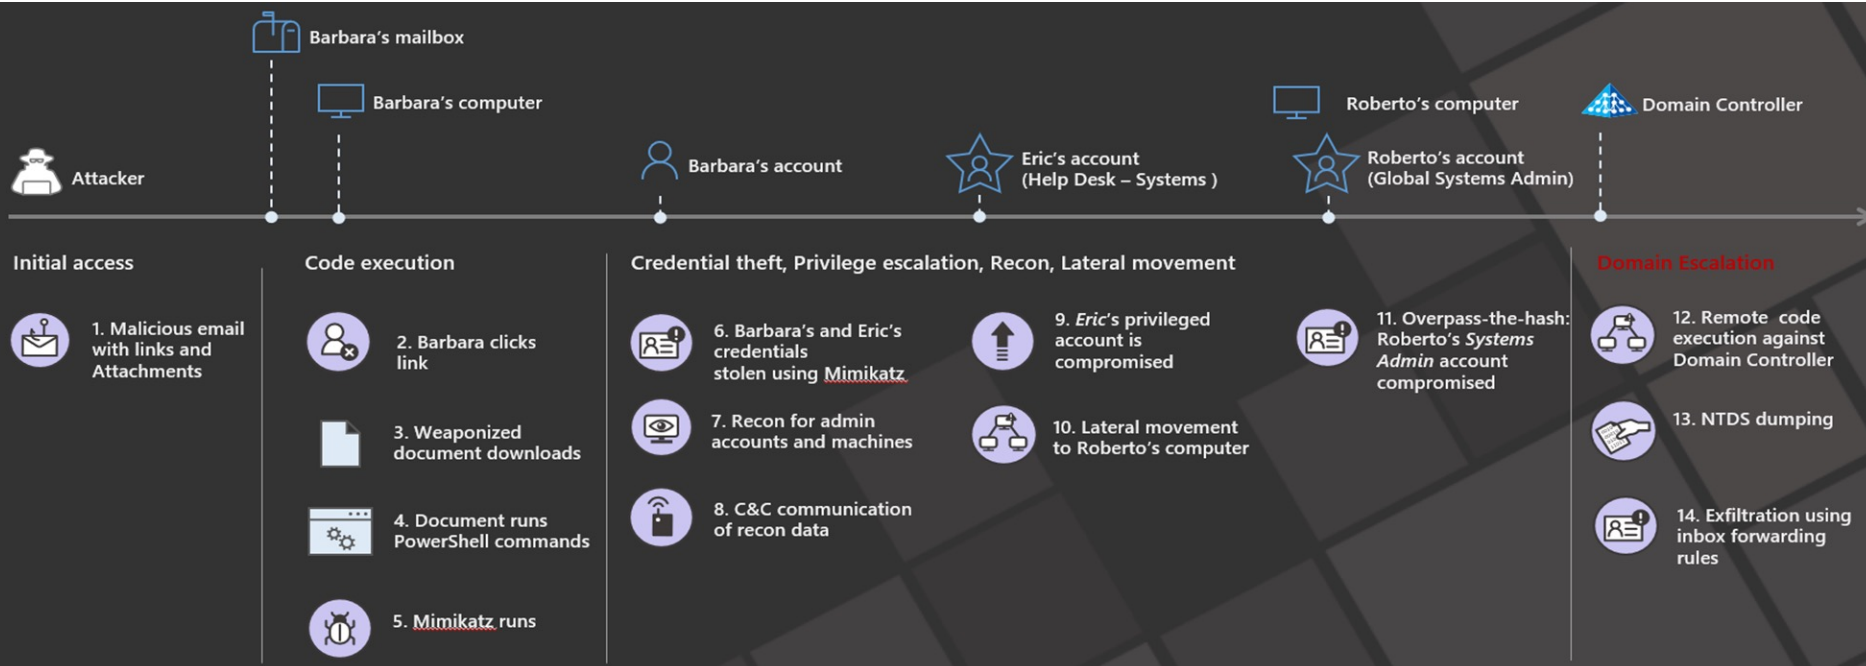 Barbara's mailbox
Barbara's computer
Roberto's computer
Domain Controller
Attacker
Barbara's account
Eric's account
(Help Desk – Systems )
Roberto's account
(Global Systems Admin)
Initial access
1. Malicious email
with links and
Attachments
Code execution
2. Barbara clicks
link
3. Weaponized
document downloads
4. Document runs
PowerShell commands
5. Mimikatz runs
Credential theft, Privilege escalation, Recon, Lateral movement
6. Barbara's and Eric's
credentials
stolen using Mimikatz
7. Recon for admin
accounts and machines
8. C&C communication
of recon data
9. Eric's privileged
account is
compromised
10. Lateral movement
to Roberto's computer
11. Overpass-the-hash:
Roberto's Systems
Admin account
compromised
Domain Escalation
12. Remote code
execution against
Domain Controller
13. NTDS dumping
14. Exfiltration using
inbox forwarding
rules